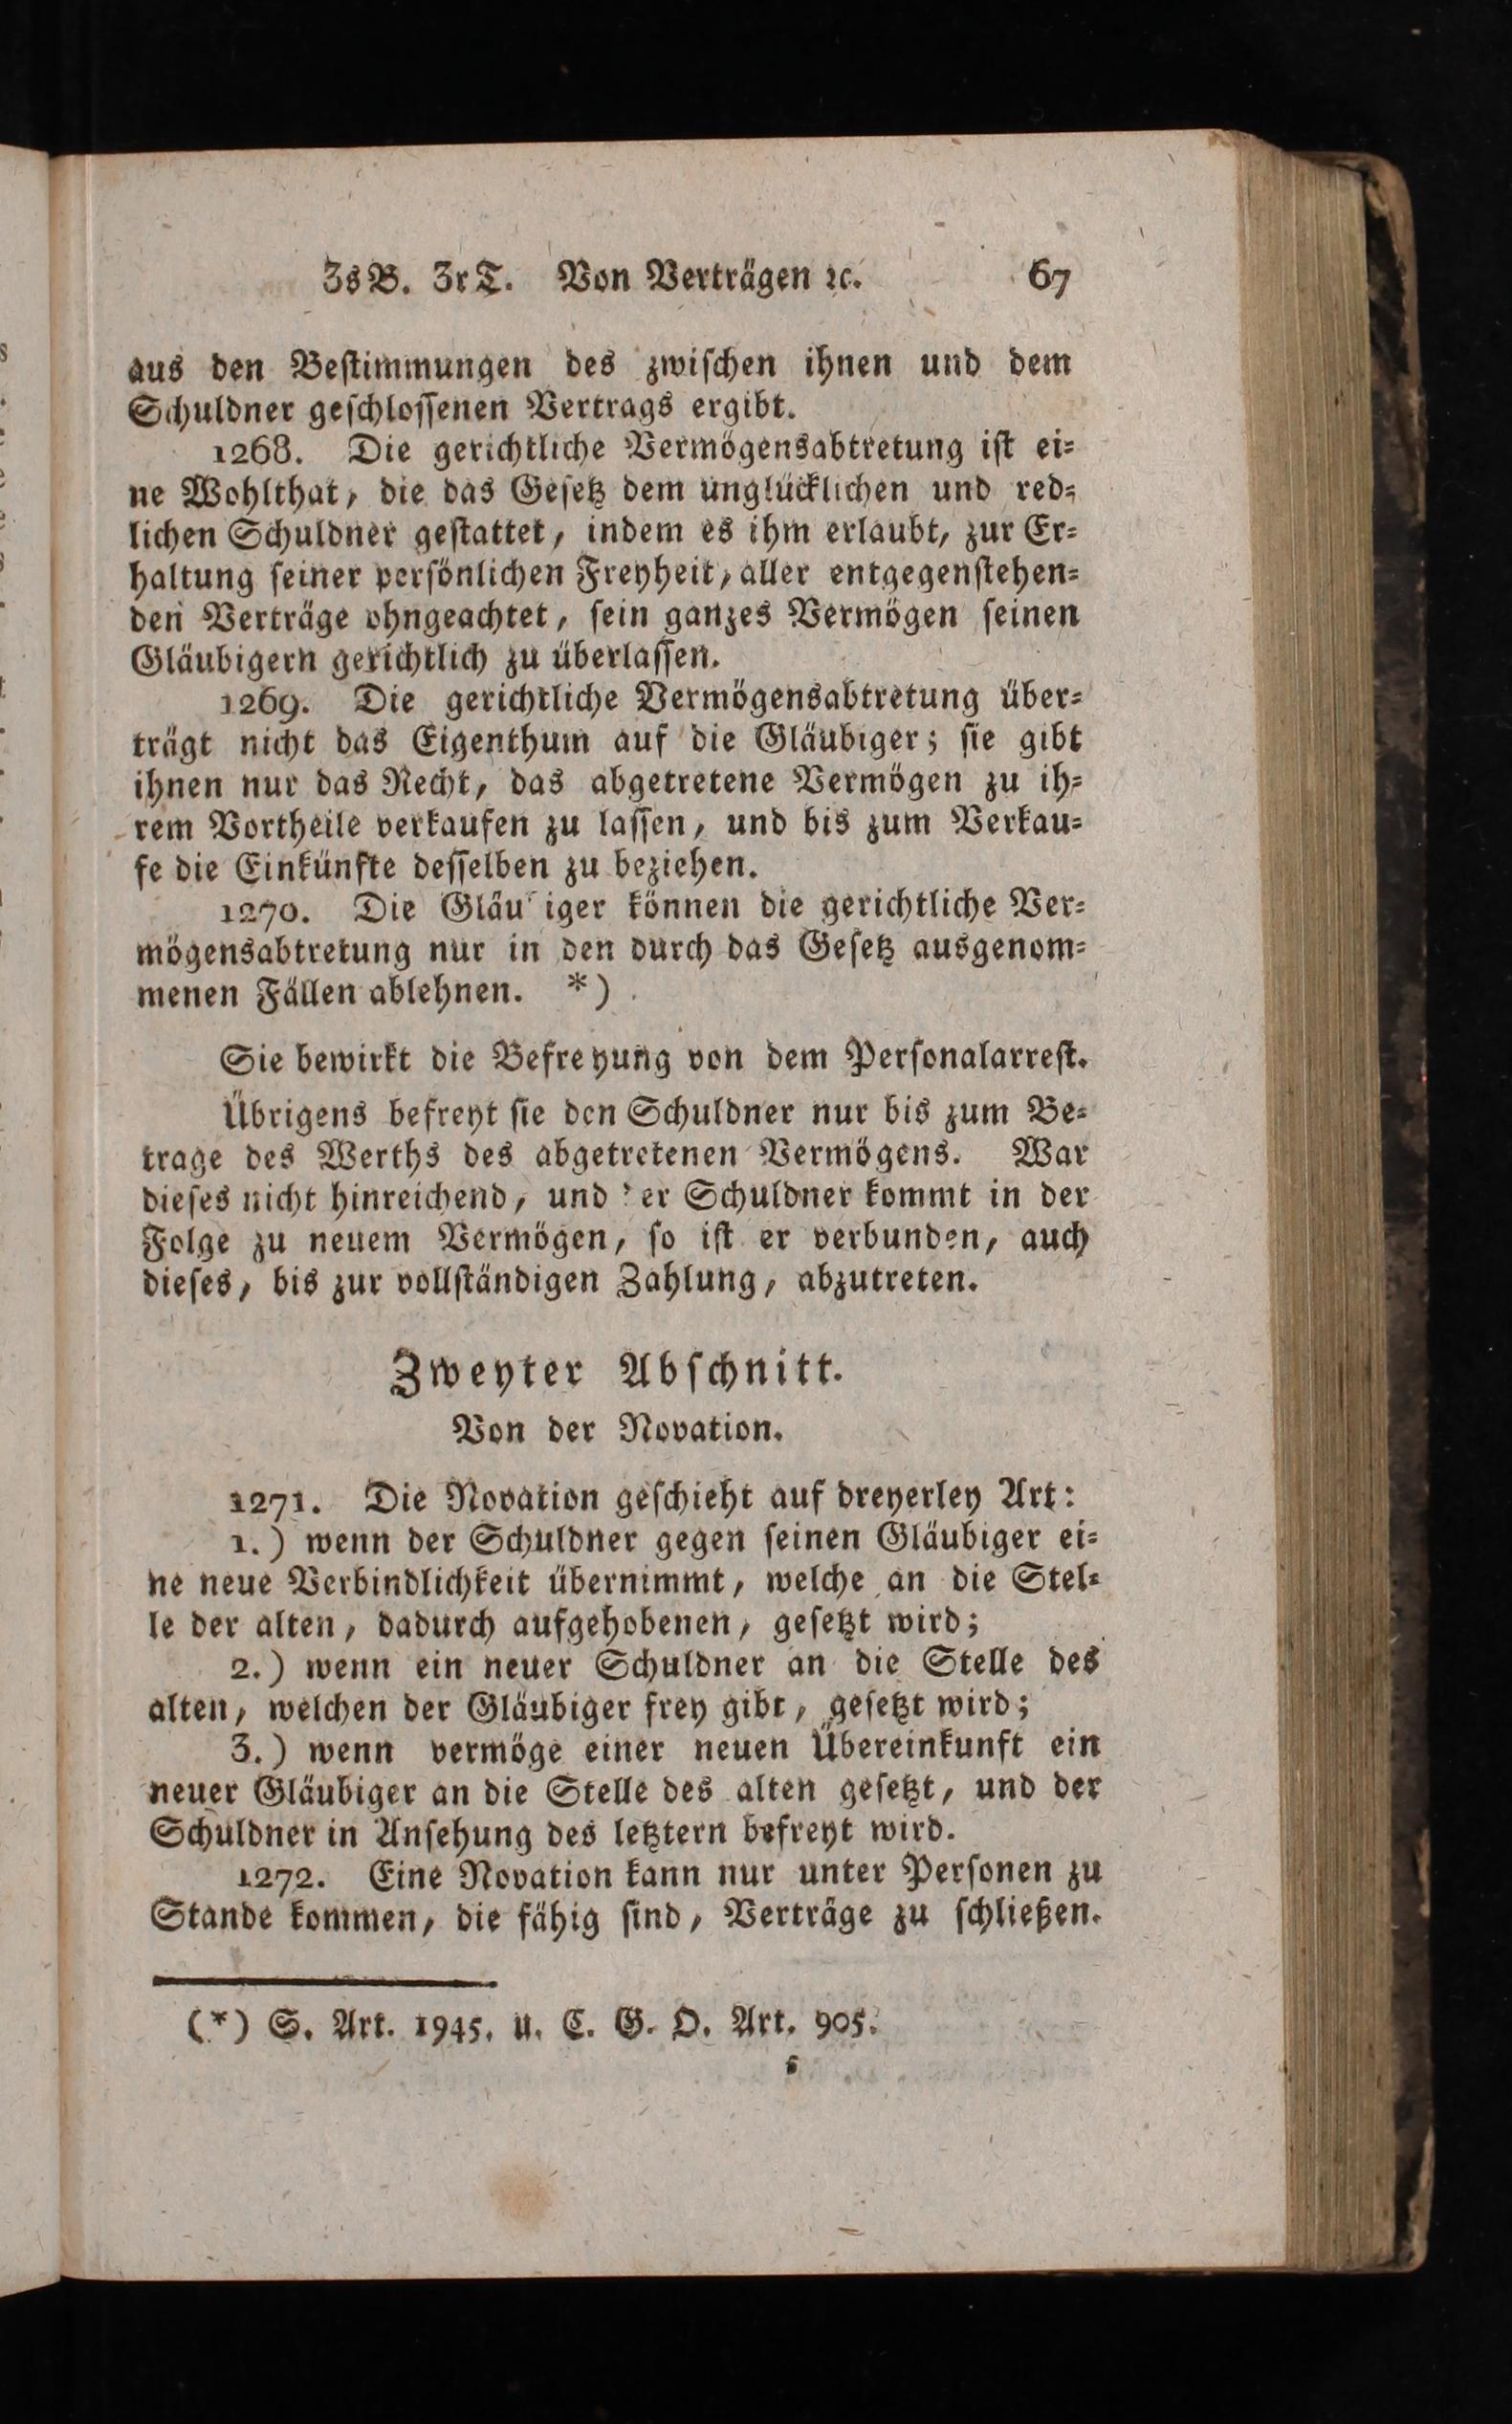 3s B. 3r T. Von Verträgen ꝛc. 67
aus den Bestimmungen des zwischen ihnen und dem
Schuldner geschlossenen Vertrags ergibt.
1268. Die gerichtliche Vermögensabtretung ist ei-
ne Wohlthat, die das Gesetz dem unglücklichen und red-
lichen Schuldner gestattet, indem es ihm erlaubt, zur Er-
haltung seiner persönlichen Freyheit, aller entgegenstehen-
den Verträge ohngeachtet, sein ganzes Vermögen seinen
Gläubigern gerichtlich zu überlassen.
1269. Die gerichtliche Vermögensabtretung über-
trägt nicht das Eigenthum auf die Gläubiger; sie gibt
ihnen nur das Recht, das abgetretene Vermögen zu ih-
rem Vortheile verkaufen zu lassen, und bis zum Verkau-
fe die Einkünfte desselben zu beziehen.
1270. Die Gläu iger können die gerichtliche Ver-
mögensabtretung nur in den durch das Gesetz ausgenom-
menen Fällen ablehnen. *)
Sie bewirkt die Befreyung von dem Personalarrest.
Übrigens befreyt sie den Schuldner nur bis zum Be-
trage des Werths des abgetretenen Vermögens. War
dieses nicht hinreichend, und der Schuldner kommt in der
Folge zu neuem Vermögen, so ist er verbunden, auch
dieses, bis zur vollständigen Zahlung, abzutreten.
Zweyter Abschnitt.
Von der Novation.
1271. Die Novation geschieht auf dreyerley Art:
1.) wenn der Schuldner gegen seinen Gläubiger ei-
ne neue Verbindlichkeit übernimmt, welche an die Stel-
le der alten, dadurch aufgehobenen, gesetzt wird;
2.) wenn ein neuer Schuldner an die Stelle des
alten, welchen der Gläubiger frey gibt, gesetzt wird;
3.) wenn vermöge einer neuen Übereinkunft ein
neuer Gläubiger an die Stelle des alten gesetzt, und der
Schuldner in Ansehung des letztern befreyt wird.
1272. Eine Novation kann nur unter Personen zu
Stande kommen, die fähig sind, Verträge zu schließen.
(*) S. Art. 1945. u. C. G. O. Art. 905.